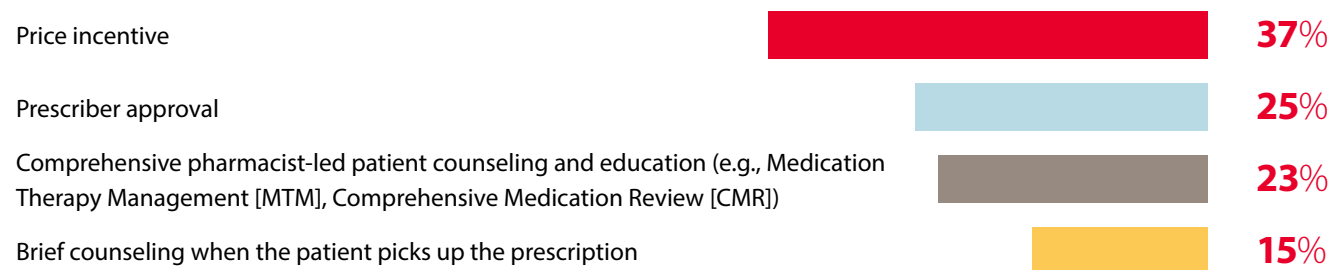 Price incentive 37%
Prescriber approval 25%
Comprehensive pharmacist-led patient counseling and education (e.g., Medication
Therapy Management [MTM], Comprehensive Medication Review [CMR]) 23%
Brief counseling when the patient picks up the prescription 15%